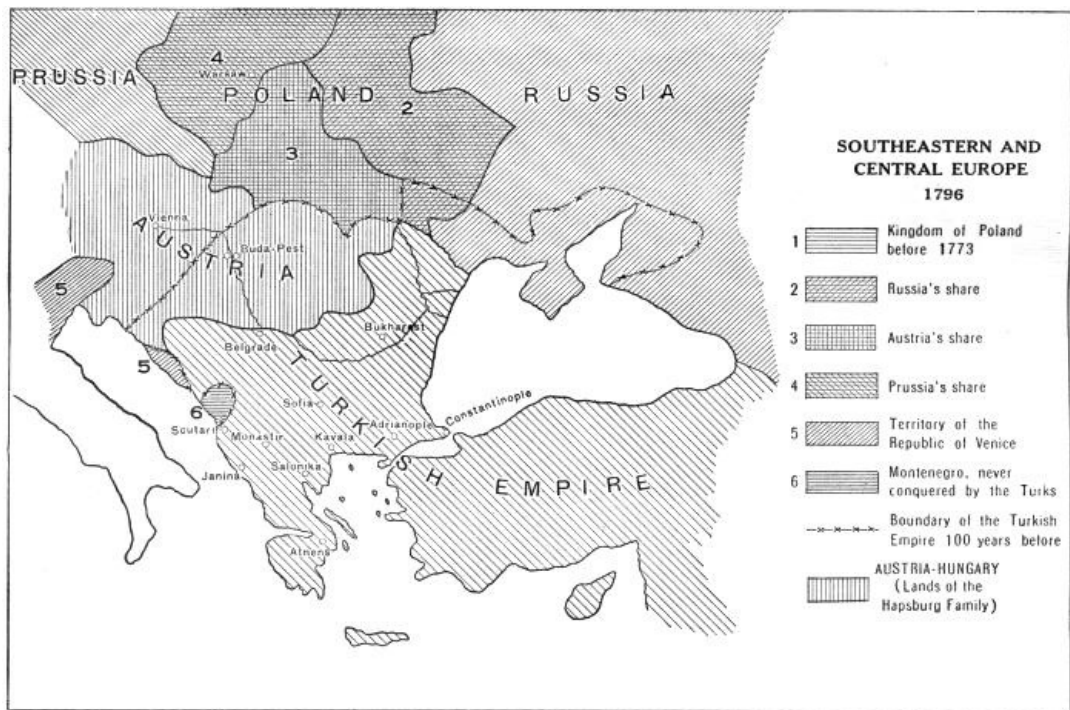 PRUSSIA
4
Warsaw
POLAND
2
RUSSIA
3
Vienna
AUSTRIA
Buda-Pest
5
5
Belgrade
Bukharest
6
Scutari
Sofia
Monastir
Kavala
Adrianople
Constantinople
Janina
Salonika
TURKISH EMPIRE
Athens
SOUTHEASTERN AND
CENTRAL EUROPE
1796
1 Kingdom of Poland
before 1773
2 Russia's share
3 Austria's share
4 Prussia's share
5 Territory of the
Republic of Venice
6 Montenegro, never
conquered by the Turks
Boundary of the Turkish
Empire 100 years before
AUSTRIA-HUNGARY
(Lands of the
Hapsburg Family)